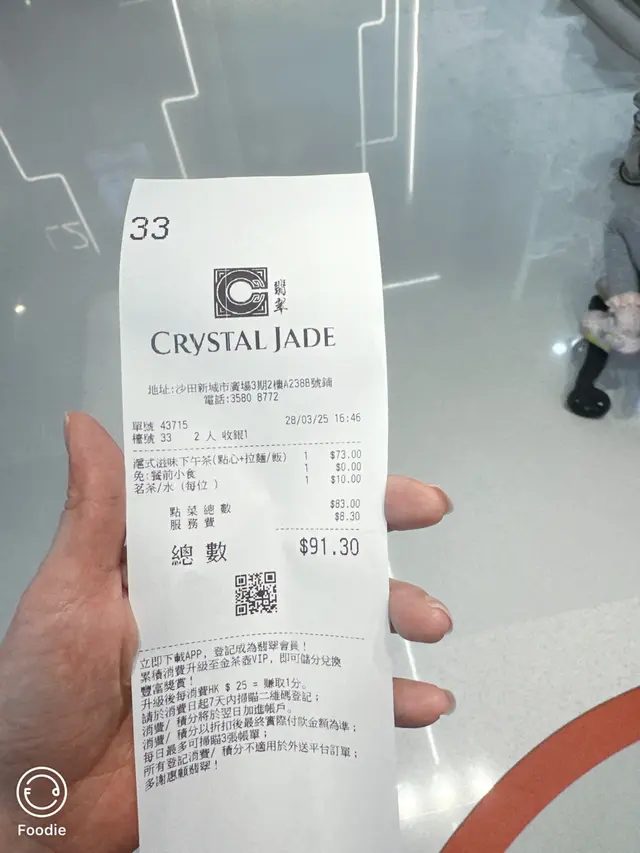 33
翡翠
CRYSTAL JADE
地址:沙田新城市廣場3期2樓A238B號鋪
電話:3580 8772
單號 43715 28/03/25 16:46
檯號 33 2 人 收銀1
滬式滋味下午茶(點心+拉麵/飯) 1 $73.00
免:餐前小食 1 $0.00
茗茶/水 (每位 ) 1 $10.00
點菜總數 $83.00
服務費 $8.30
總數 $91.30
立即下載APP, 登記成為翡翠會員!
累積消費升級至金茶壺VIP, 即可儲分兌換
豐富獎賞!
升級後每消費HK $ 25 = 賺取1分。
請於消費日起7天內掃瞄二維碼登記;
消費/ 積分將於翌日加進帳戶。
消費/ 積分以折扣後最終實際付款金額為準;
每日最多可掃瞄3張帳單;
所有登記消費/ 積分不適用於外送平台訂單;
多謝惠顧翡翠!
Foodie